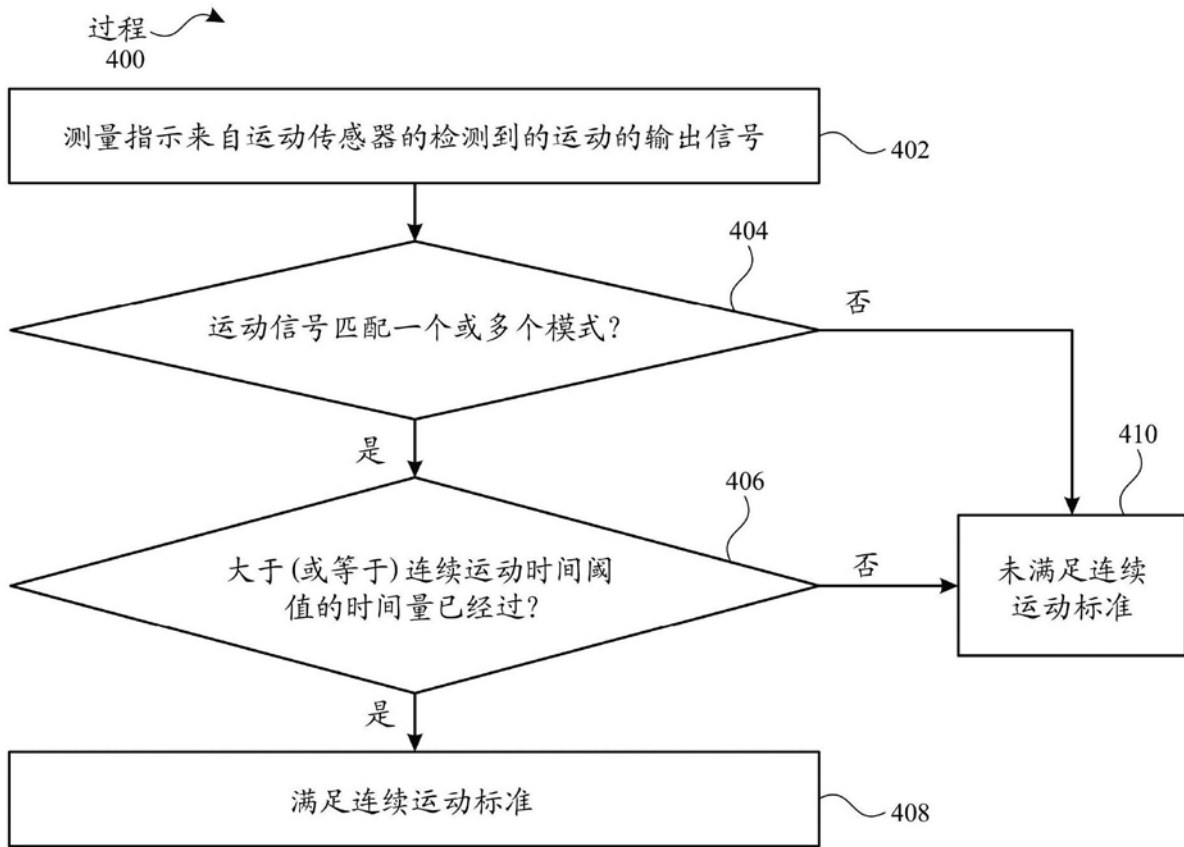 过程
400
测量指示来自运动传感器的检测到的运动的输出信号
402
404
运动信号匹配一个或多个模式?
否
是
410
406
大于(或等于)连续运动时间阈
值的时间量已经过?
否
未满足连续
运动标准
是
满足连续运动标准
408